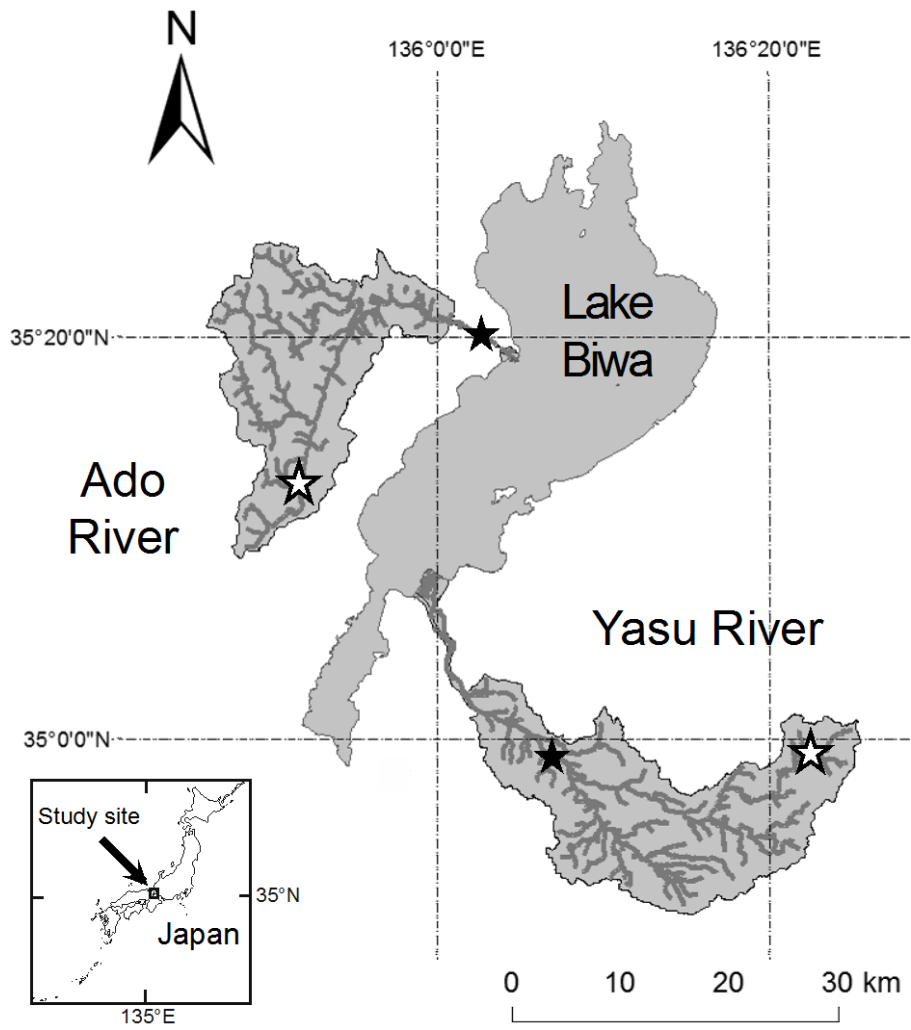 N
136°0'0"E
136°20'0"E
Lake
Biwa
35°20'0"N
Ado
River
Yasu River
35°0'0"N
Study site
35°N
Japan
135°E
0 10 20 30 km